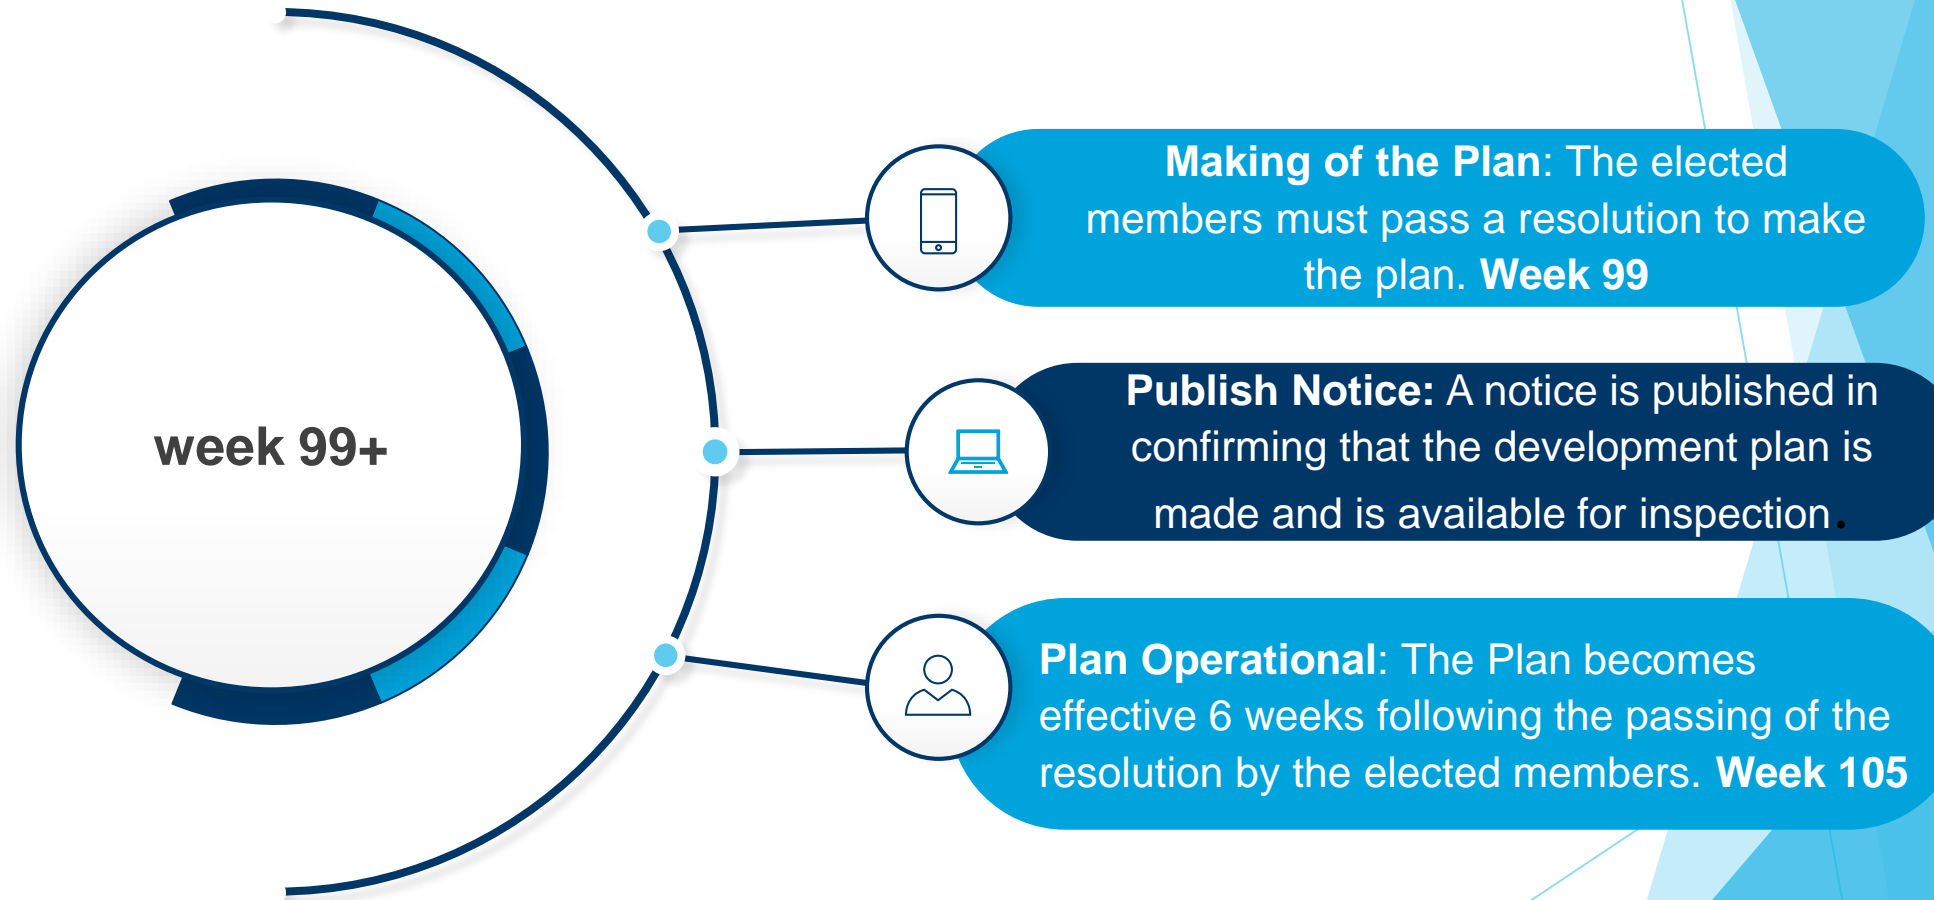 week 99+
Making of the Plan: The elected
members must pass a resolution to make
the plan. Week 99
Publish Notice: A notice is published in
confirming that the development plan is
made and is available for inspection.
Plan Operational: The Plan becomes
effective 6 weeks following the passing of the
resolution by the elected members. Week 105